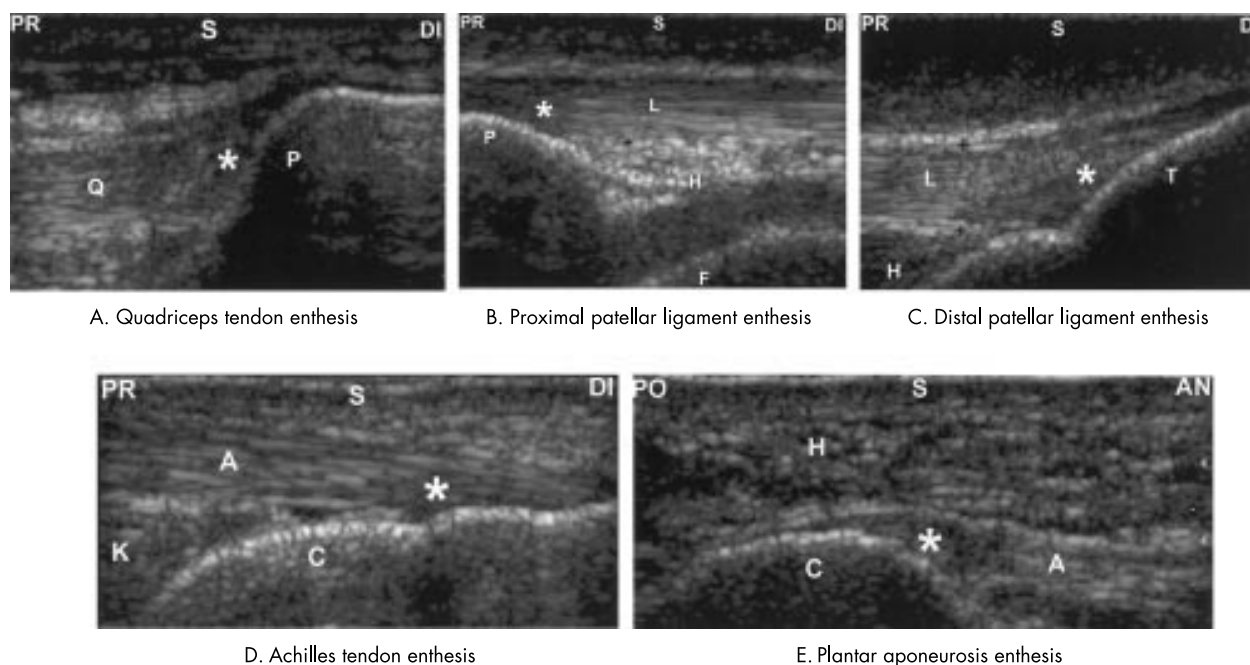 PR S DI
* Q P
PR S DI
* L P H F
PR S D
L * T H
A. Quadriceps tendon enthesis
B. Proximal patellar ligament enthesis
C. Distal patellar ligament enthesis
PR S DI
A * K C
PO S AN
H * C A
D. Achilles tendon enthesis
E. Plantar aponeurosis enthesis